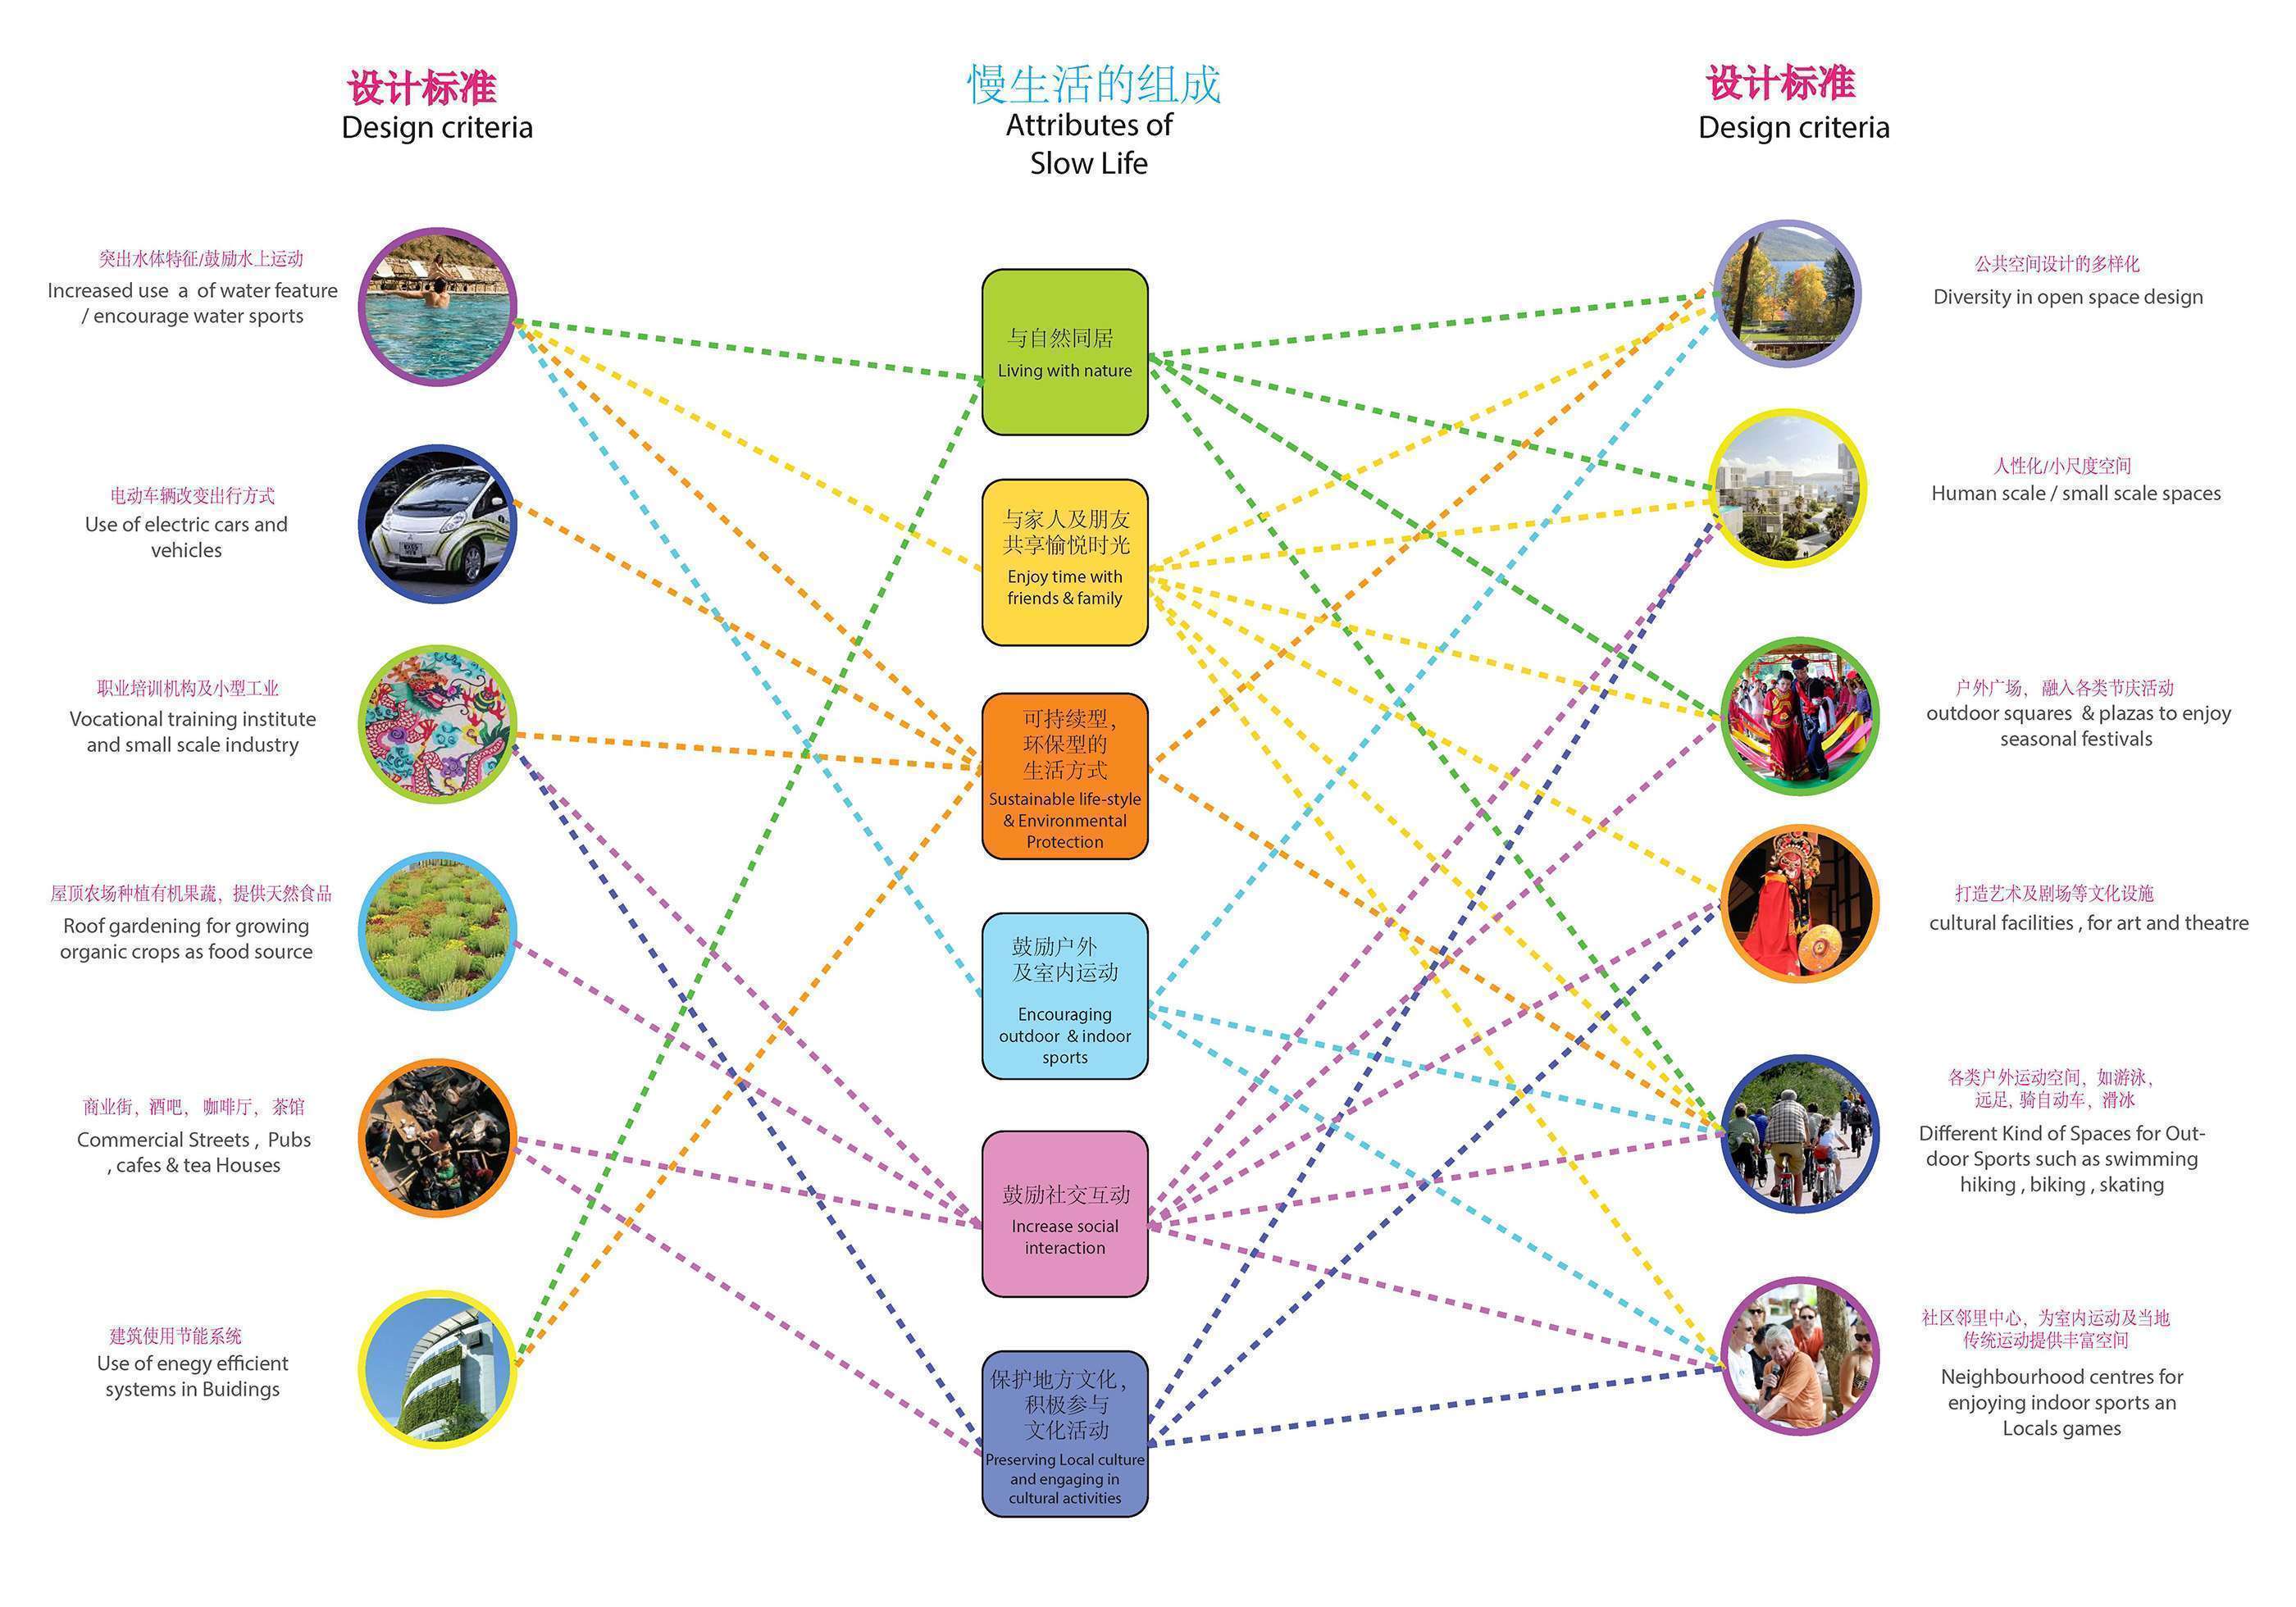 设计标准
Design criteria
慢生活的组成
Attributes of
Slow Life
设计标准
Design criteria
突出水体特征/鼓励水上运动
Increased use a of water feature
/ encourage water sports
电动车辆改变出行方式
Use of electric cars and
vehicles
职业培训机构及小型工业
Vocational training institute
and small scale industry
屋顶农场种植有机果蔬，提供天然食品
Roof gardening for growing
organic crops as food source
商业街，酒吧，咖啡厅，茶馆
Commercial Streets , Pubs
, cafes & tea Houses
建筑使用节能系统
Use of enegy efficient
systems in Buidings
与自然同居
Living with nature
与家人及朋友
共享愉悦时光
Enjoy time with
friends & family
可持续型，
环保型的
生活方式
Sustainable life-style
& Environmental
Protection
鼓励户外
及室内运动
Encouraging
outdoor & indoor
sports
鼓励社交互动
Increase social
interaction
保护地方文化，
积极参与
文化活动
Preserving Local culture
and engaging in
cultural activities
公共空间设计的多样化
Diversity in open space design
人性化/小尺度空间
Human scale / small scale spaces
户外广场，融入各类节庆活动
outdoor squares & plazas to enjoy
seasonal festivals
打造艺术及剧场等文化设施
cultural facilities , for art and theatre
各类户外运动空间，如游泳，
远足, 骑自动车，滑冰
Different Kind of Spaces for Out-
door Sports such as swimming
hiking , biking , skating
社区邻里中心，为室内运动及当地
传统运动提供丰富空间
Neighbourhood centres for
enjoying indoor sports an
Locals games